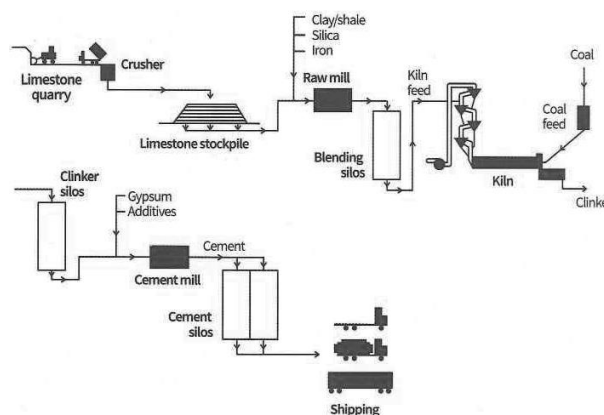 Clay/shale
Silica
Iron
Limestone
quarry
Crusher
Limestone stockpile
Raw mill
Blending
silos
Kiln
feed
Coal
Coal
feed
Kiln
Clinker
Clinker
silos
Gypsum
Additives
Cement mill
Cement
Cement
silos
Shipping